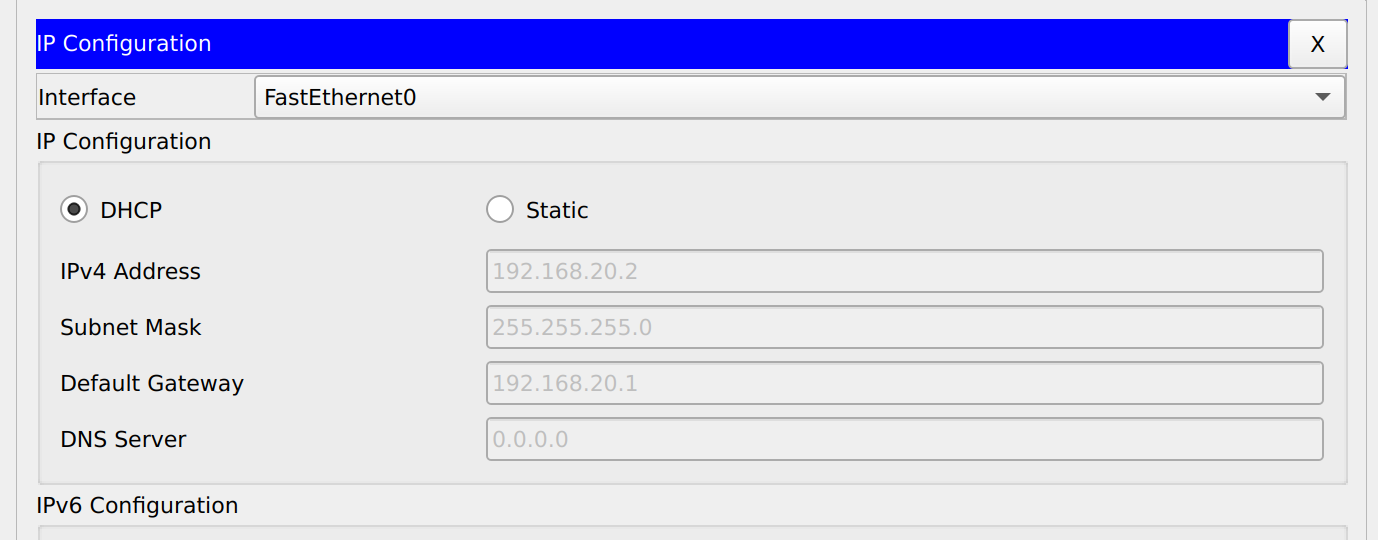 IP Configuration X
Interface FastEthernet0
IP Configuration
DHCP Static
IPv4 Address 192.168.20.2
Subnet Mask 255.255.255.0
Default Gateway 192.168.20.1
DNS Server 0.0.0.0
IPv6 Configuration